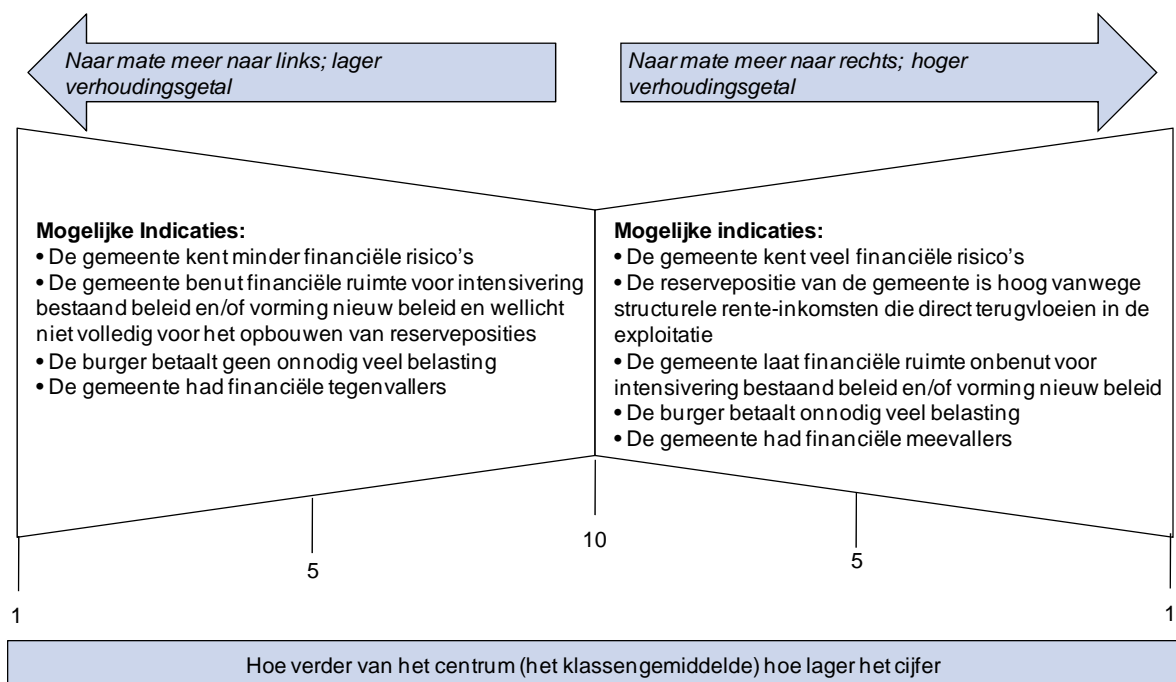 Naar mate meer naar links; lager
verhoudingsgetal
Naar mate meer naar rechts; hoger
verhoudingsgetal
Mogelijke Indicaties:
• De gemeente kent minder financiële risico's
• De gemeente benut financiële ruimte voor intensivering
bestaand beleid en/of vorming nieuw beleid en wellicht
niet volledig voor het opbouwen van reserveposities
• De burger betaalt geen onnodig veel belasting
• De gemeente had financiële tegenvallers
Mogelijke indicaties:
• De gemeente kent veel financiële risico's
• De reservepositie van de gemeente is hoog vanwege
structurele rente-inkomsten die direct terugvloeien in de
exploitatie
• De gemeente laat financiële ruimte onbenut voor
intensivering bestaand beleid en/of vorming nieuw beleid
• De burger betaalt onnodig veel belasting
• De gemeente had financiële meevallers
1
5
10
5
1
Hoe verder van het centrum (het klassengemiddelde) hoe lager het cijfer